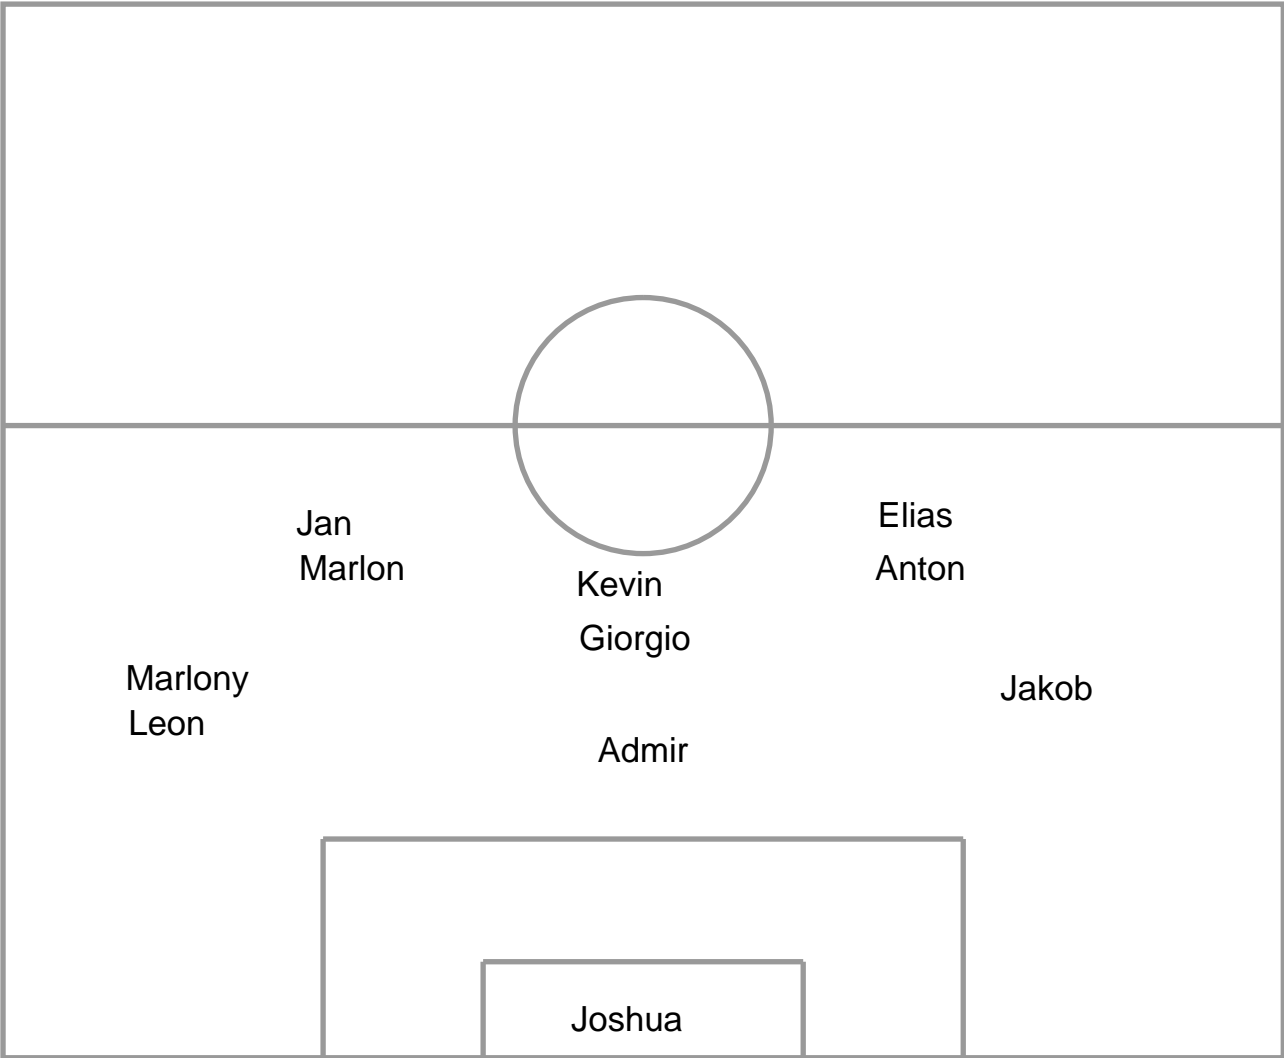 Jan
Marlon
Elias
Anton
Kevin
Giorgio
Marlony
Leon
Jakob
Admir
Joshua